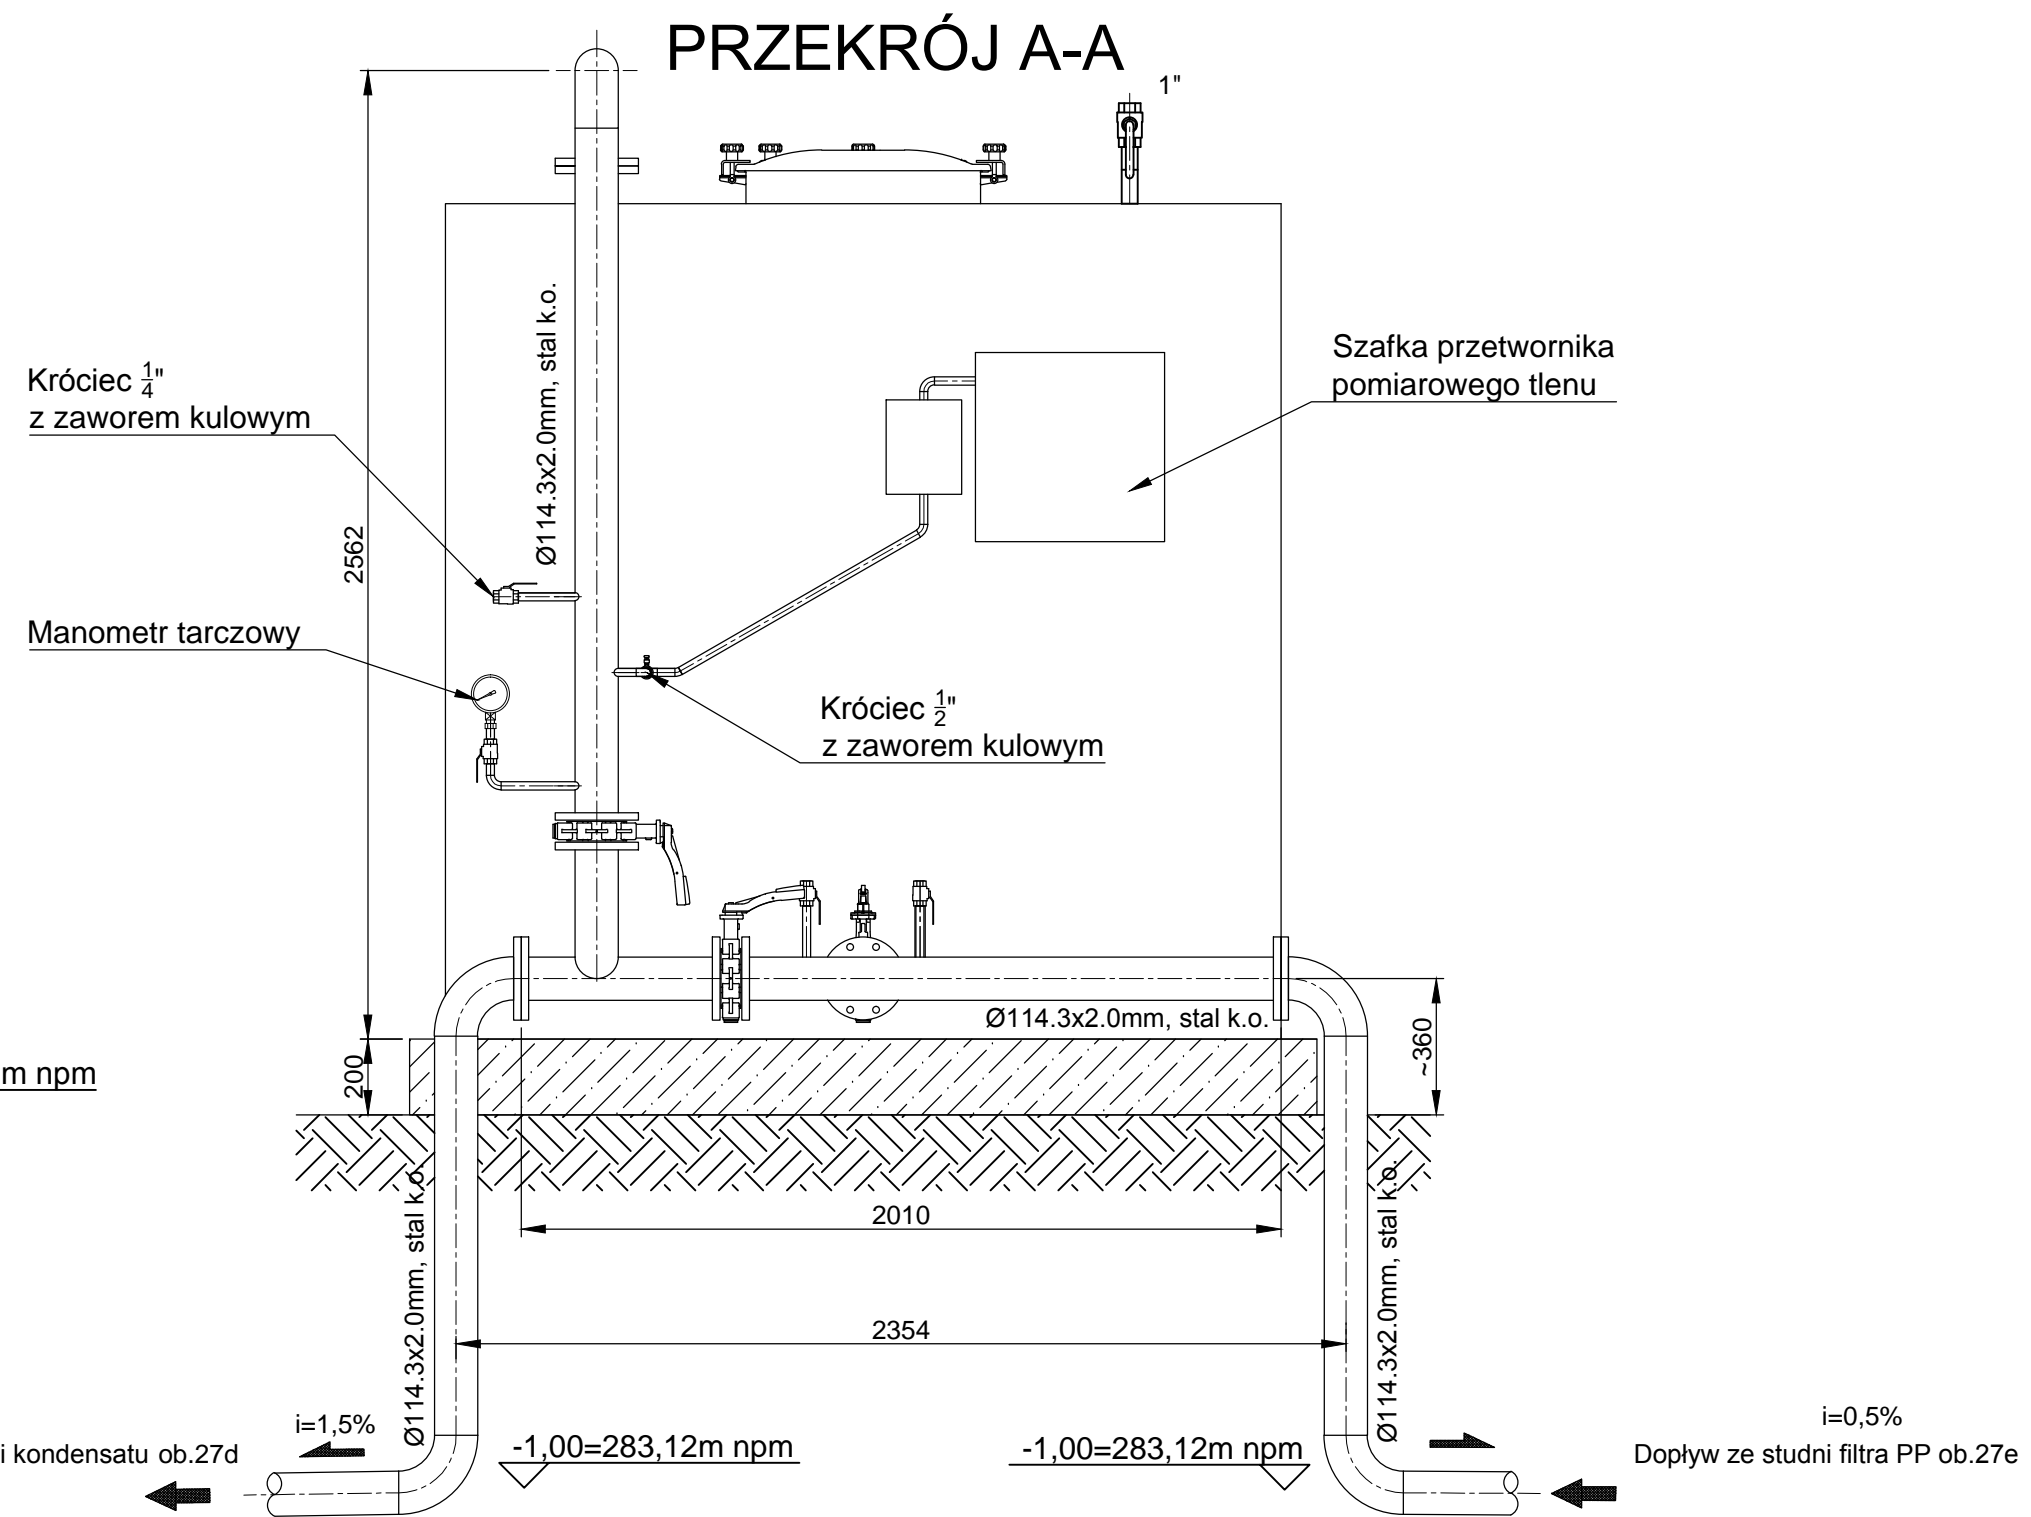 PRZEKRÓJ A-A
1"
Ø114.3x2.0mm, stal k.o.
Króciec 1/4"
z zaworem kulowym
Szafka przetwornika
pomiarowego tlenu
2562
Manometr tarczowy
Króciec 1/2"
z zaworem kulowym
Ø114.3x2.0mm, stal k.o.
~360
200
m npm
Ø114.3x2.0mm, stal k.o.
2010
Ø114.3x2.0mm, stal k.o.
2354
i=1,5%
i kondensatu ob.27d
-1,00=283,12m npm
-1,00=283,12m npm
i=0,5%
Dopływ ze studni filtra PP ob.27e